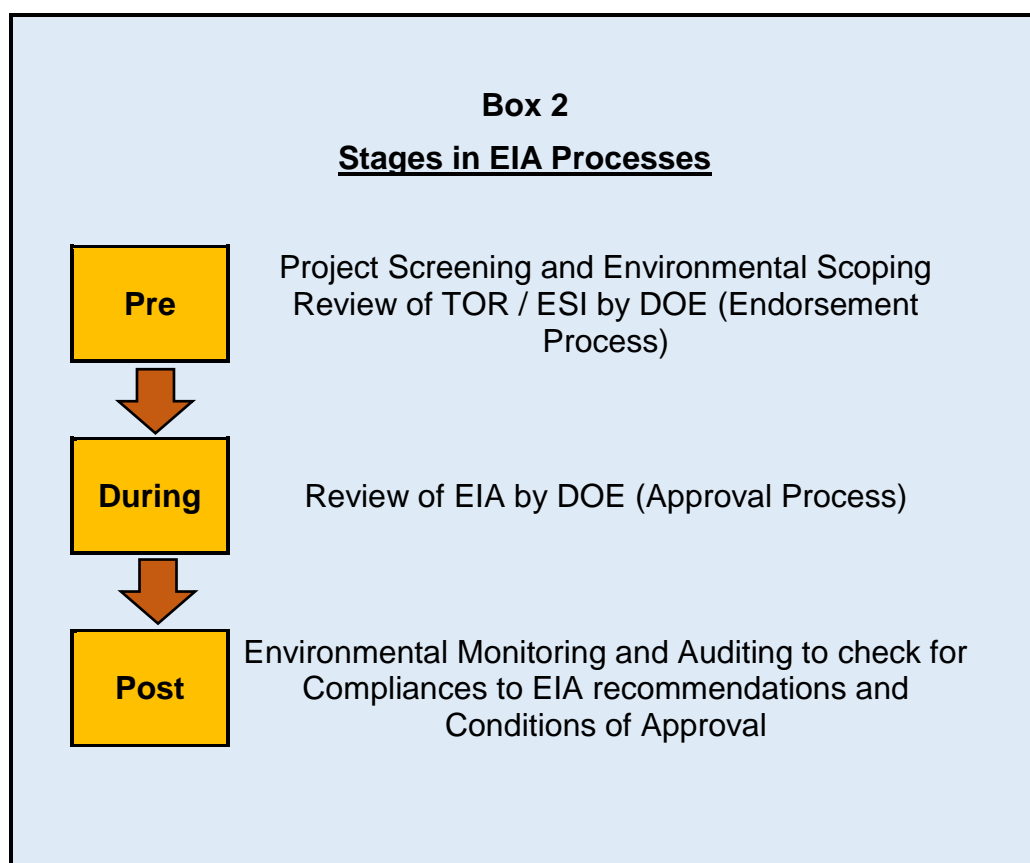 Box 2
Stages in EIA Processes
Pre
Project Screening and Environmental Scoping
Review of TOR / ESI by DOE (Endorsement
Process)
During
Review of EIA by DOE (Approval Process)
Post
Environmental Monitoring and Auditing to check for
Compliances to EIA recommendations and
Conditions of Approval